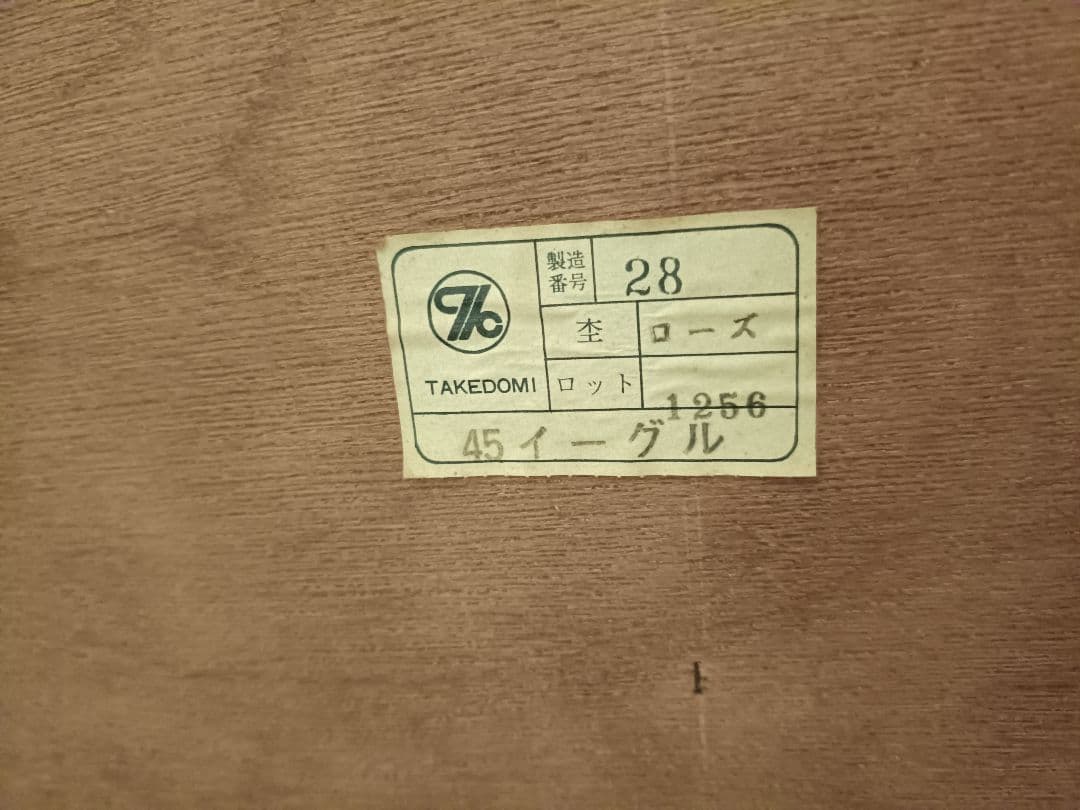 製造番号 28
杢 ローズ
TAKEDOMI
ロット 1256
45イーグル